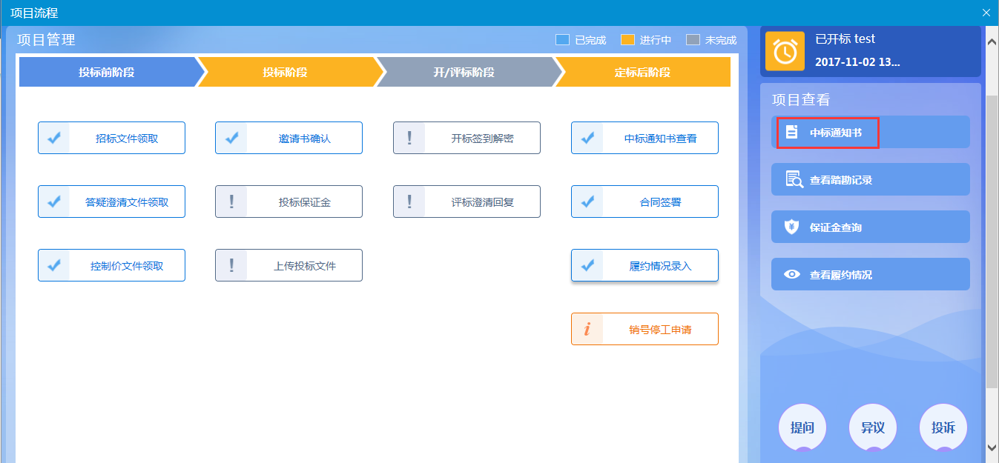 项目流程
项目管理
已完成 进行中 未完成
投标前阶段 投标阶段 开/评标阶段 定标后阶段
招标文件领取 邀请书确认 开标签到解密 中标通知书查看
答疑澄清文件领取 投标保证金 评标澄清回复 合同签署
控制价文件领取 上传投标文件 履约情况录入
销号停工申请
已开标 test
2017-11-02 13...
项目查看
中标通知书
查看踏勘记录
保证金查询
查看履约情况
提问 异议 投诉